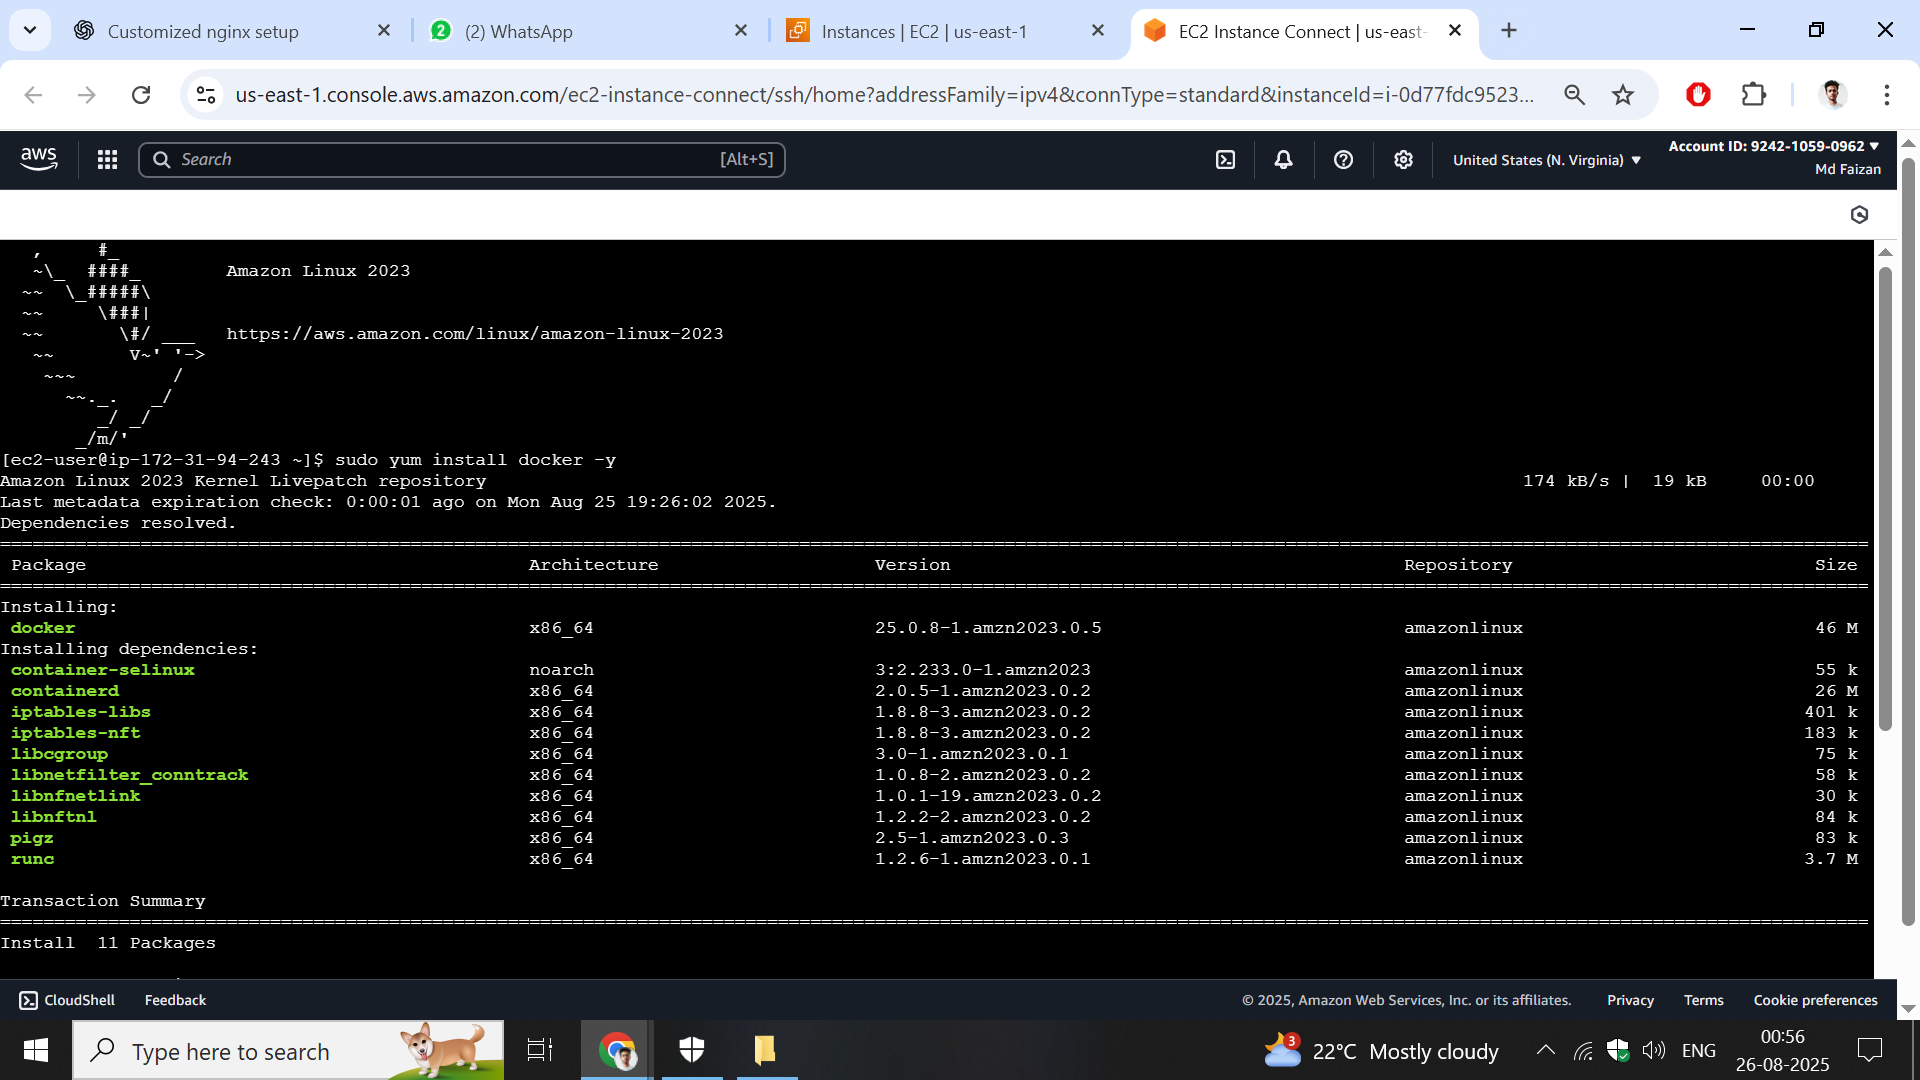 Customized nginx setup
(2) WhatsApp
Instances | EC2 | us-east-1
EC2 Instance Connect | us-east-
us-east-1.console.aws.amazon.com/ec2-instance-connect/ssh/home?addressFamily=ipv4&connType=standard&instanceId=i-0d77fdc9523...
aws
Search [Alt+S]
United States (N. Virginia) ▼
Account ID: 9242-1059-0962 ▼
Md Faizan
   ,     #_
   ~\_  ####_        Amazon Linux 2023
  ~~  \_#####\
  ~~     \###|
  ~~       \#/ ___   https://aws.amazon.com/linux/amazon-linux-2023
   ~~       V~' '->
    ~~~         /
      ~~._.   _/
         _/ _/
       _/m/'
[ec2-user@ip-172-31-94-243 ~]$ sudo yum install docker -y
Amazon Linux 2023 Kernel Livepatch repository 174 kB/s | 19 kB 00:00
Last metadata expiration check: 0:00:01 ago on Mon Aug 25 19:26:02 2025.
Dependencies resolved.
Package Architecture Version Repository Size
Installing:
docker x86_64 25.0.8-1.amzn2023.0.5 amazonlinux 46 M
Installing dependencies:
container-selinux noarch 3:2.233.0-1.amzn2023 amazonlinux 55 k
containerd x86_64 2.0.5-1.amzn2023.0.2 amazonlinux 26 M
iptables-libs x86_64 1.8.8-3.amzn2023.0.2 amazonlinux 401 k
iptables-nft x86_64 1.8.8-3.amzn2023.0.2 amazonlinux 183 k
libcgroup x86_64 3.0-1.amzn2023.0.1 amazonlinux 75 k
libnetfilter_conntrack x86_64 1.0.8-2.amzn2023.0.2 amazonlinux 58 k
libnfnetlink x86_64 1.0.1-19.amzn2023.0.2 amazonlinux 30 k
libnftnl x86_64 1.2.2-2.amzn2023.0.2 amazonlinux 84 k
pigz x86_64 2.5-1.amzn2023.0.3 amazonlinux 83 k
runc x86_64 1.2.6-1.amzn2023.0.1 amazonlinux 3.7 M
Transaction Summary
Install 11 Packages
CloudShell Feedback © 2025, Amazon Web Services, Inc. or its affiliates. Privacy Terms Cookie preferences
Type here to search
3
22°C Mostly cloudy
ENG
00:56
26-08-2025